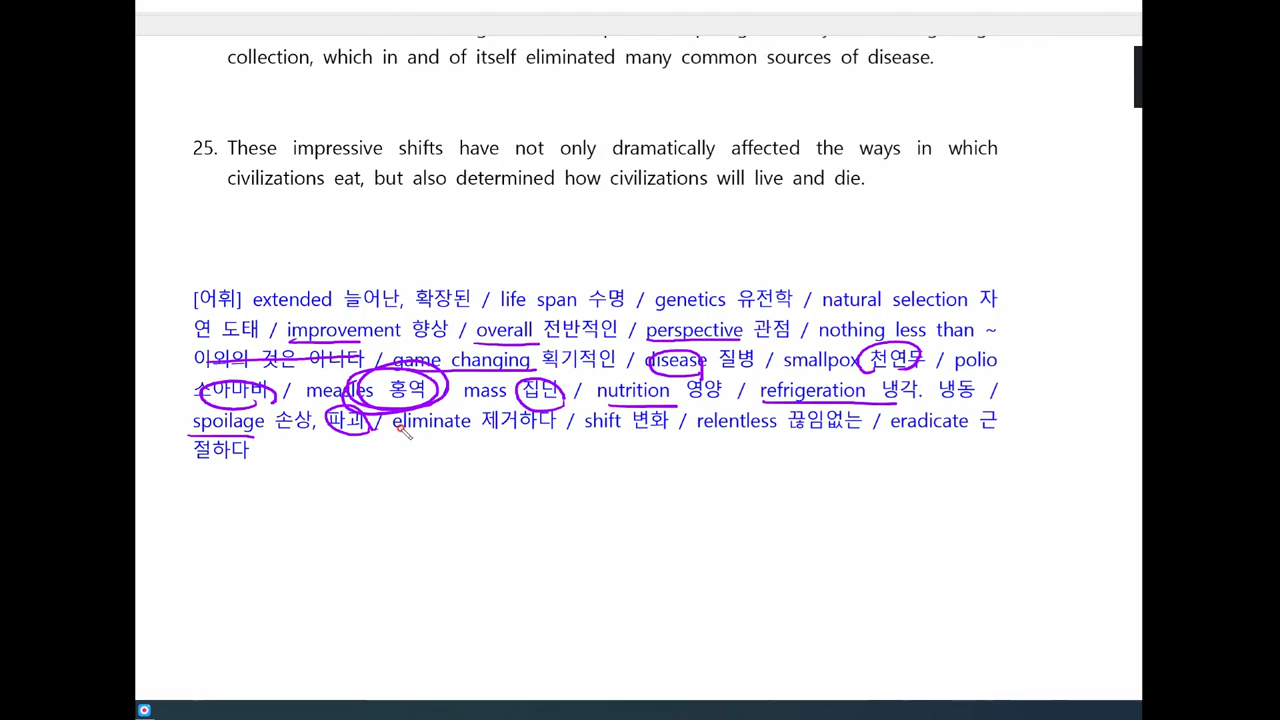 collection, which in and of itself eliminated many common sources of disease.
25. These impressive shifts have not only dramatically affected the ways in which
civilizations eat, but also determined how civilizations will live and die.
[어휘] extended 늘어난, 확장된 / life span 수명 / genetics 유전학 / natural selection 자
연 도태 / improvement 향상 / overall 전반적인 / perspective 관점 / nothing less than ~
이외의 것은 아니다 / game changing 획기적인 / disease 질병 / smallpox 천연두 / polio
소아마비 / measles 홍역 mass 집단 / nutrition 영양 / refrigeration 냉각. 냉동 /
spoilage 손상, 파괴 / eliminate 제거하다 / shift 변화 / relentless 끊임없는 / eradicate 근
절하다